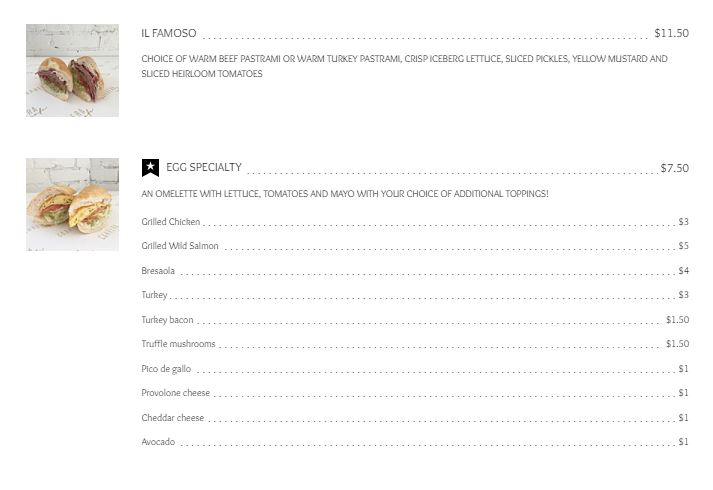 IL FAMOSO $11.50
CHOICE OF WARM BEEF PASTRAMI OR WARM TURKEY PASTRAMI, CRISP ICEBERG LETTUCE, SLICED PICKLES, YELLOW MUSTARD AND
SLICED HEIRLOOM TOMATOES
EGG SPECIALTY $7.50
AN OMELETTE WITH LETTUCE, TOMATOES AND MAYO WITH YOUR CHOICE OF ADDITIONAL TOPPINGS!
Grilled Chicken $3
Grilled Wild Salmon $5
Bresaola $4
Turkey $3
Turkey bacon $1.50
Truffle mushrooms $1.50
Pico de gallo $1
Provolone cheese $1
Cheddar cheese $1
Avocado $1